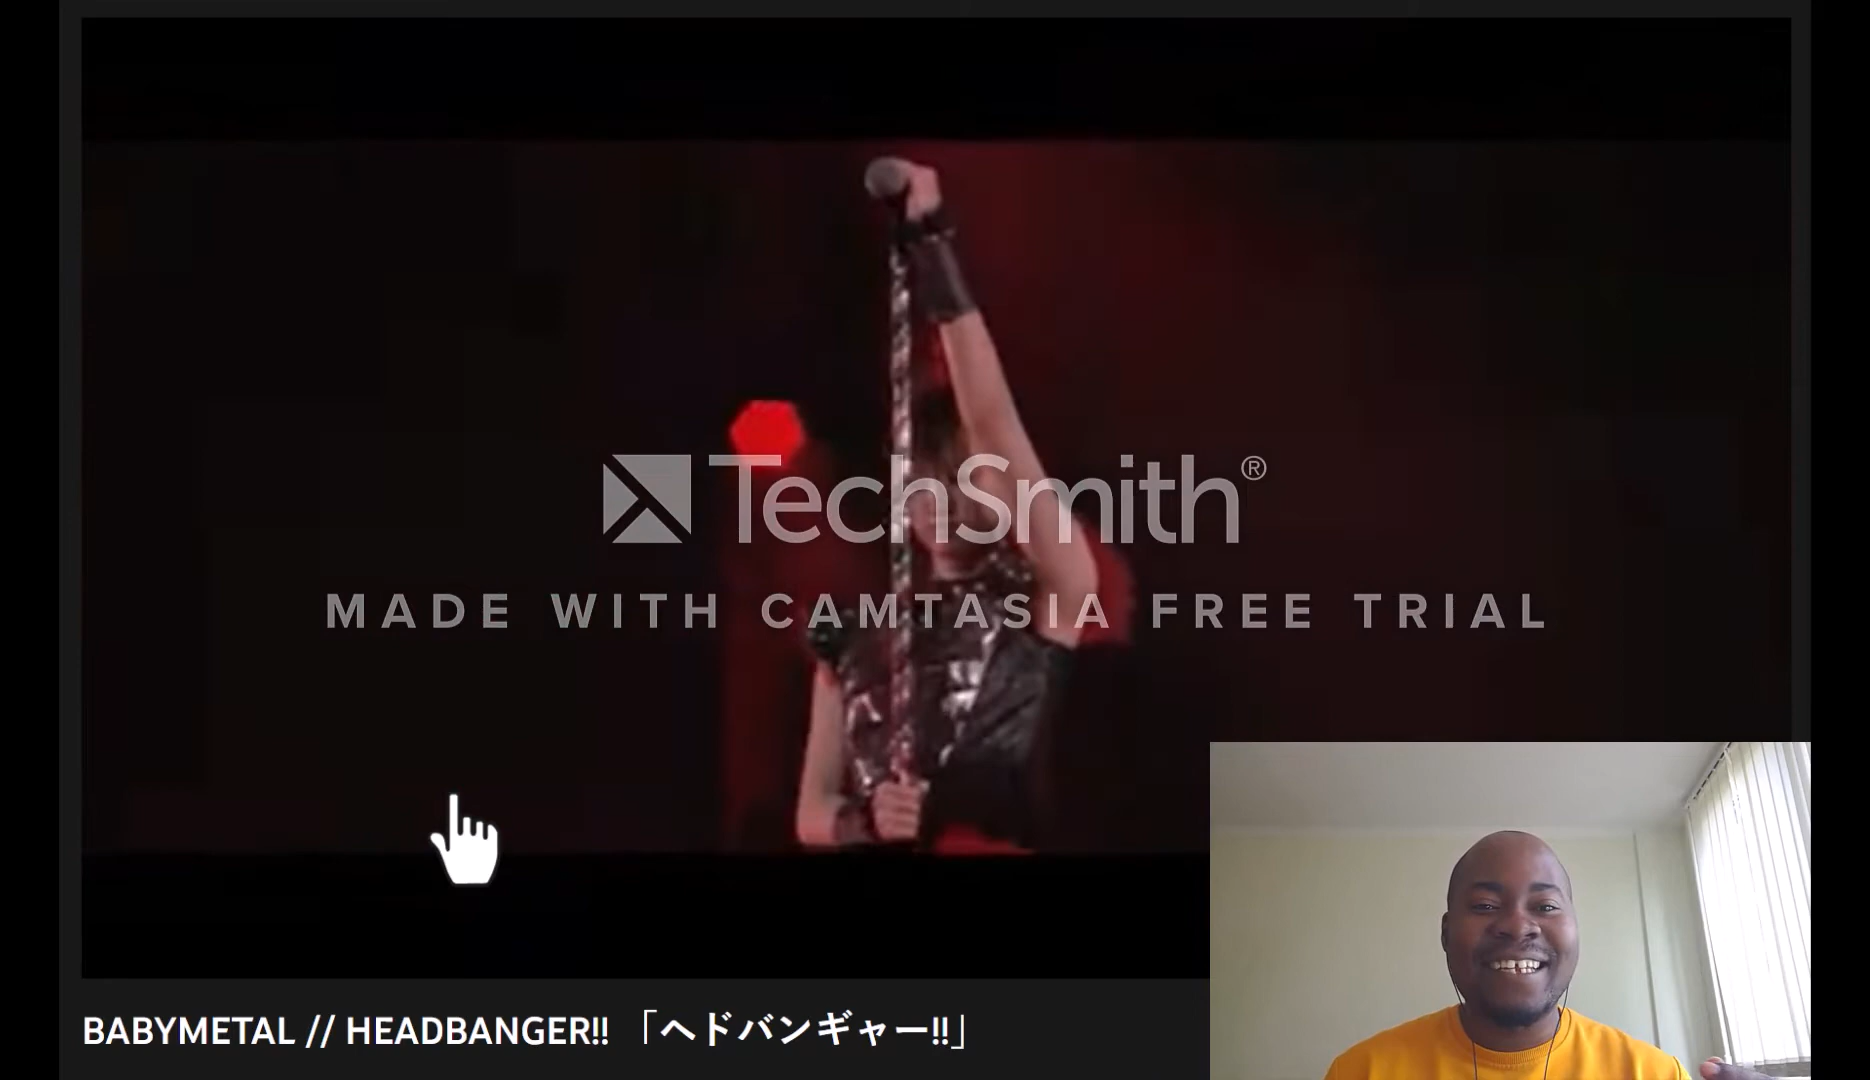 TechSmith®
MADE WITH CAMTASIA FREE TRIAL
BABYMETAL // HEADBANGER!! 「ヘドバンギャー!!」